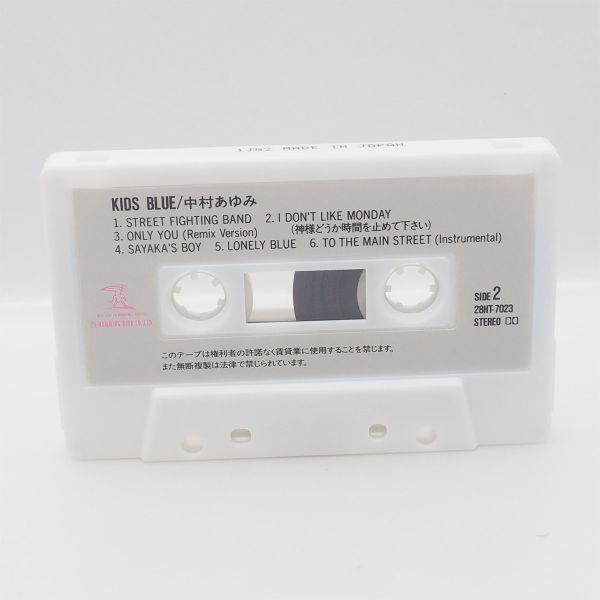 KIDS BLUE/中村あゆみ
1. STREET FIGHTING BAND 2. I DON'T LIKE MONDAY
(神様どうか時間を止めて下さい)
3. ONLY YOU (Remix Version)
4. SAYAKA'S BOY 5. LONELY BLUE 6. TO THE MAIN STREET (Instrumental)
SIDE 2
28HT-7023
STEREO
このテープは権利者の許諾なく賃貸業に使用することを禁じます。
また無断複製は法律で禁じられています。
MADE IN JAPAN